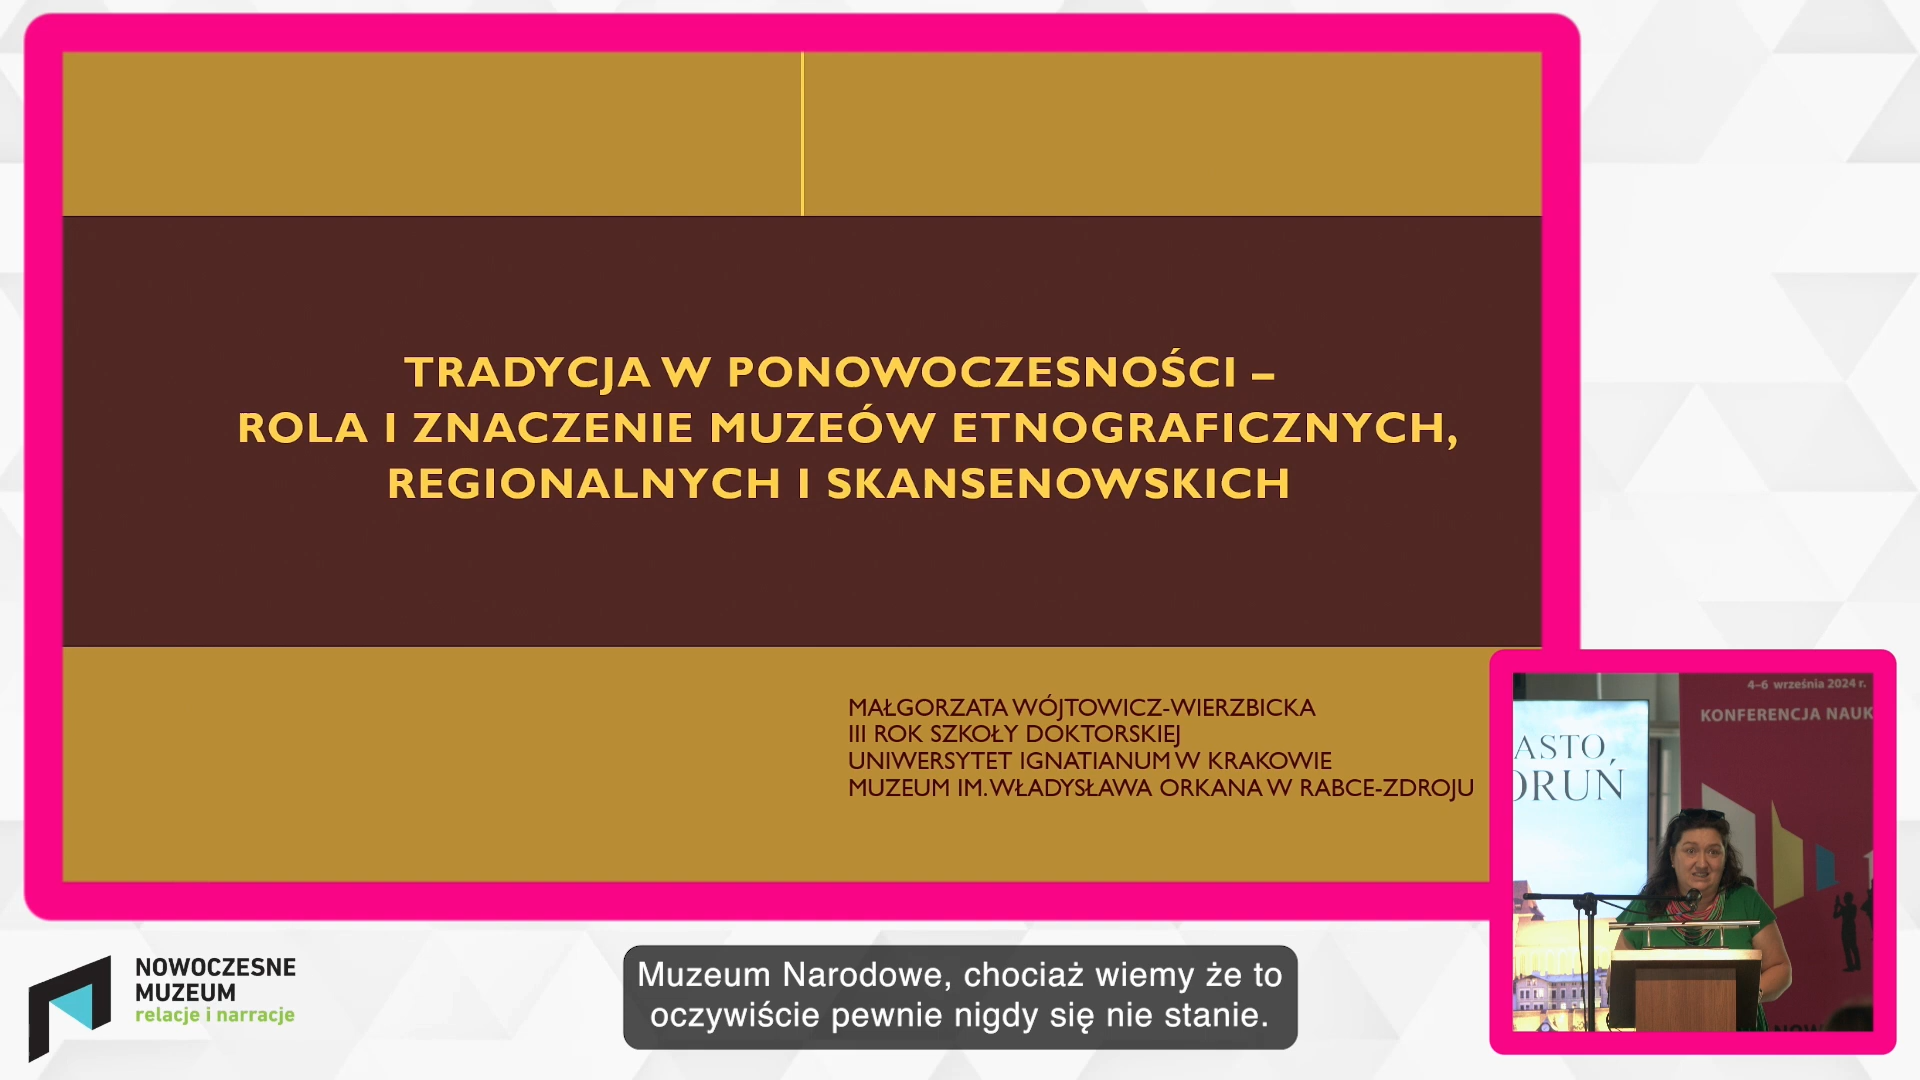 TRADYCJA W PONOWOCZESNOŚCI –
ROLA I ZNACZENIE MUZEÓW ETNOGRAFICZNYCH,
REGIONALNYCH I SKANSENOWSKICH
MAŁGORZATA WÓJTOWICZ-WIERZBICKA
III ROK SZKOŁY DOKTORSKIEJ
UNIWERSYTET IGNATIANUM W KRAKOWIE
MUZEUM IM. WŁADYSŁAWA ORKANA W RABCE-ZDROJU
4–6 września 2024 r.
KONFERENCJA NAUK
ASTO,
ORUŃ
NOWOCZESNE
MUZEUM
relacje i narracje
Muzeum Narodowe, chociaż wiemy że to
oczywiście pewnie nigdy się nie stanie.